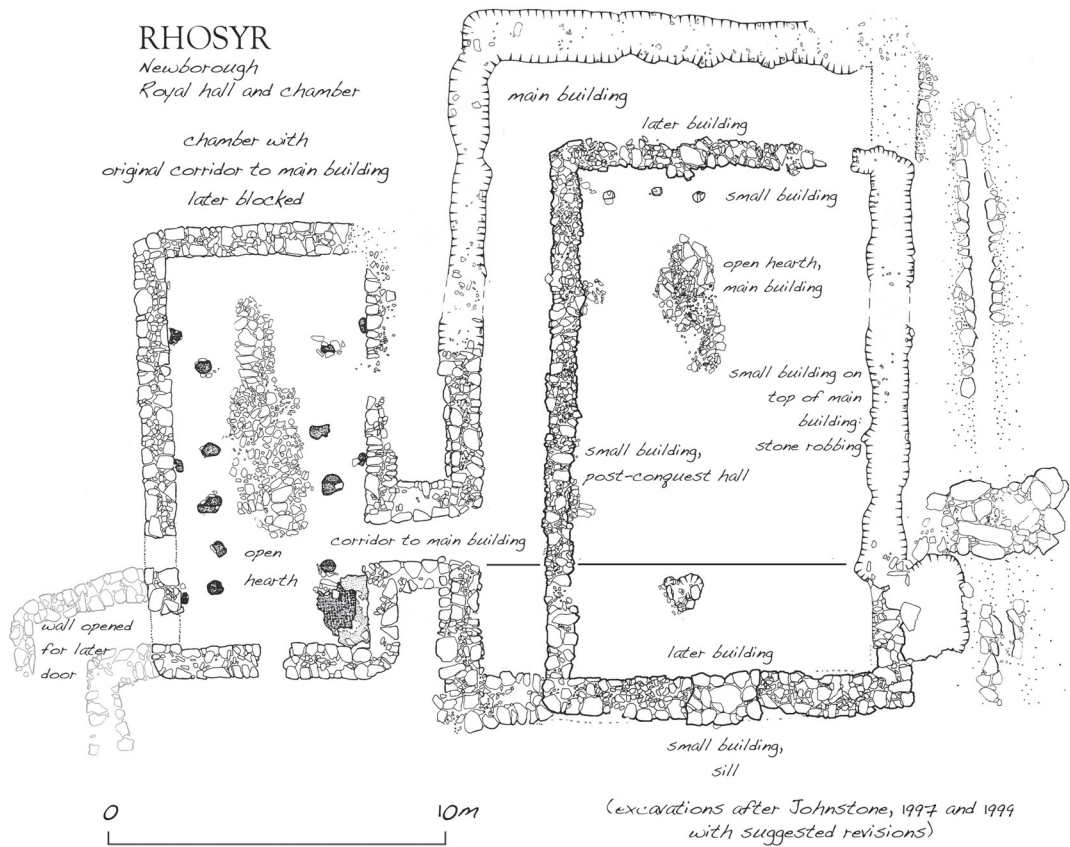 RHOSYR
Newborough
Royal hall and chamber
chamber with
original corridor to main building
later blocked
main building
later building
small building
open hearth,
main building
small building on
top of main
building:
stone robbing
small building,
post-conquest hall
corridor to main building
open
hearth
wall opened
for later
door
later building
small building,
sill
0 10m
(excavations after Johnstone, 1997 and 1999
with suggested revisions)